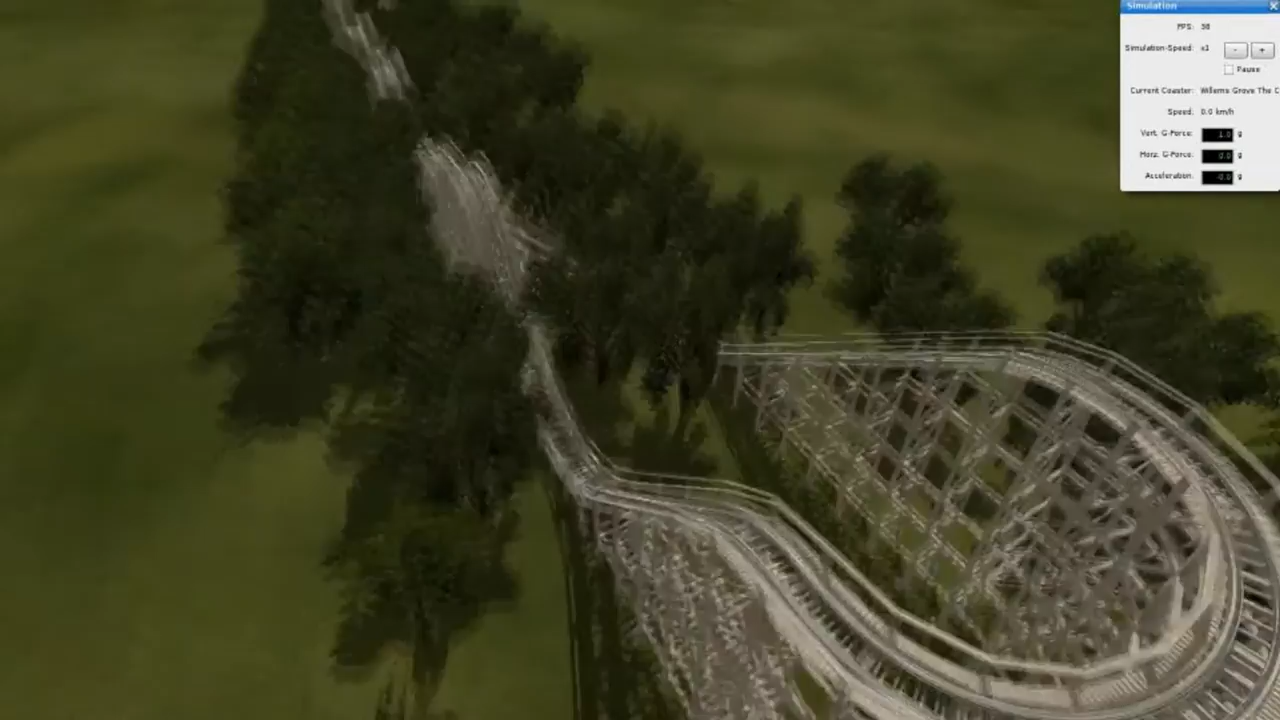 Simulation
FPS: 38
Simulation-Speed: x1 - +
Pause
Current Coaster: Willems Grove The C
Speed: 0.0 km/h
Vert. G-Force: 1.0 g
Horz. G-Force: 0.0 g
Acceleration: -0.0 g